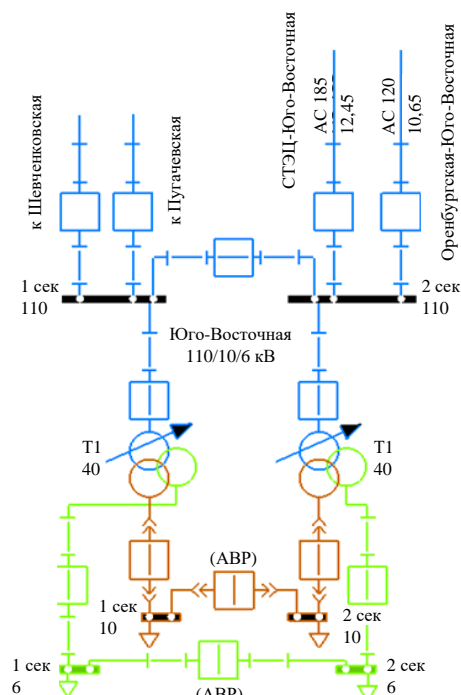 к Шевченковская
к Пугачевская
СТЭЦ-Юго-Восточная
АС 185
12,45
АС 120
10,65
Оренбургская-Юго-Восточная
1 сек
110
2 сек
110
Юго-Восточная
110/10/6 кВ
Т1
40
Т1
40
(АВР)
1 сек
10
2 сек
10
1 сек
6
(АВР)
2 сек
6